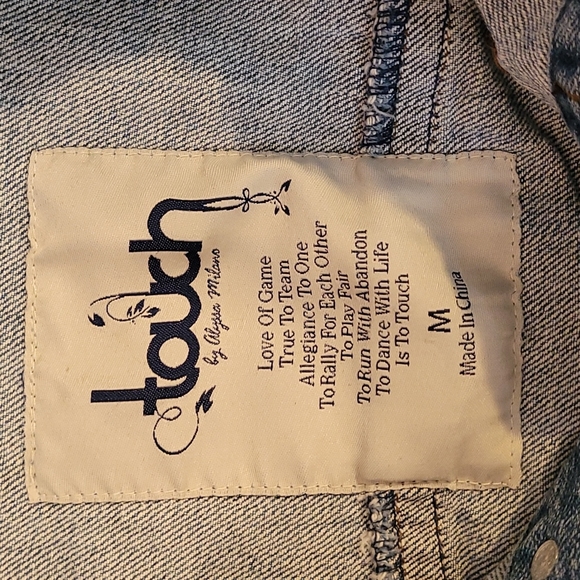 touch
by Alyssa Milano
Love Of Game
True To Team
Allegiance To One
To Rally For Each Other
To Play Fair
To Run With Abandon
To Dance With Life
Is To Touch
M
Made In China